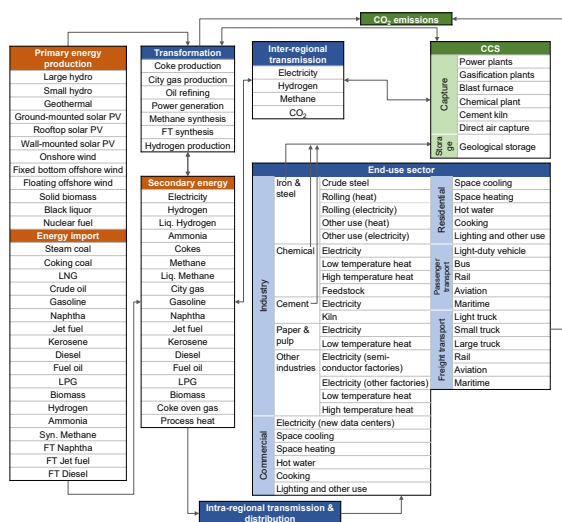 CO2 emissions
Primary energy
production
Large hydro
Small hydro
Geothermal
Ground-mounted solar PV
Rooftop solar PV
Wall-mounted solar PV
Onshore wind
Fixed bottom offshore wind
Floating offshore wind
Solid biomass
Black liquor
Nuclear fuel
Energy import
Steam coal
Coking coal
LNG
Crude oil
Gasoline
Naphtha
Jet fuel
Kerosene
Diesel
Fuel oil
LPG
Biomass
Hydrogen
Ammonia
Syn. Methane
FT Naphtha
FT Jet fuel
FT Diesel
Transformation
Coke production
City gas production
Oil refining
Power generation
Methane synthesis
FT synthesis
Hydrogen production
Secondary energy
Electricity
Hydrogen
Liq. Hydrogen
Ammonia
Cokes
Methane
Liq. Methane
City gas
Gasoline
Naphtha
Jet fuel
Kerosene
Diesel
Fuel oil
LPG
Biomass
Coke oven gas
Process heat
Inter-regional
transmission
Electricity
Hydrogen
Methane
CO2
CCS
Capture
Power plants
Gasification plants
Blast furnace
Chemical plant
Cement kiln
Direct air capture
Stora
ge
Geological storage
End-use sector
Industry
Iron &
steel
Crude steel
Rolling (heat)
Rolling (electricity)
Other use (heat)
Other use (electricity)
Chemical
Electricity
Low temperature heat
High temperature heat
Feedstock
Cement
Electricity
Kiln
Paper &
pulp
Electricity
Low temperature heat
Other
industries
Electricity (semi-
conductor factories)
Electricity (other factories)
Low temperature heat
High temperature heat
Commercial
Electricity (new data centers)
Space cooling
Space heating
Hot water
Cooking
Lighting and other use
Residential
Space cooling
Space heating
Hot water
Cooking
Lighting and other use
Passenger
transport
Light-duty vehicle
Bus
Rail
Aviation
Maritime
Freight transport
Light truck
Small truck
Large truck
Rail
Aviation
Maritime
Intra-regional transmission &
distribution